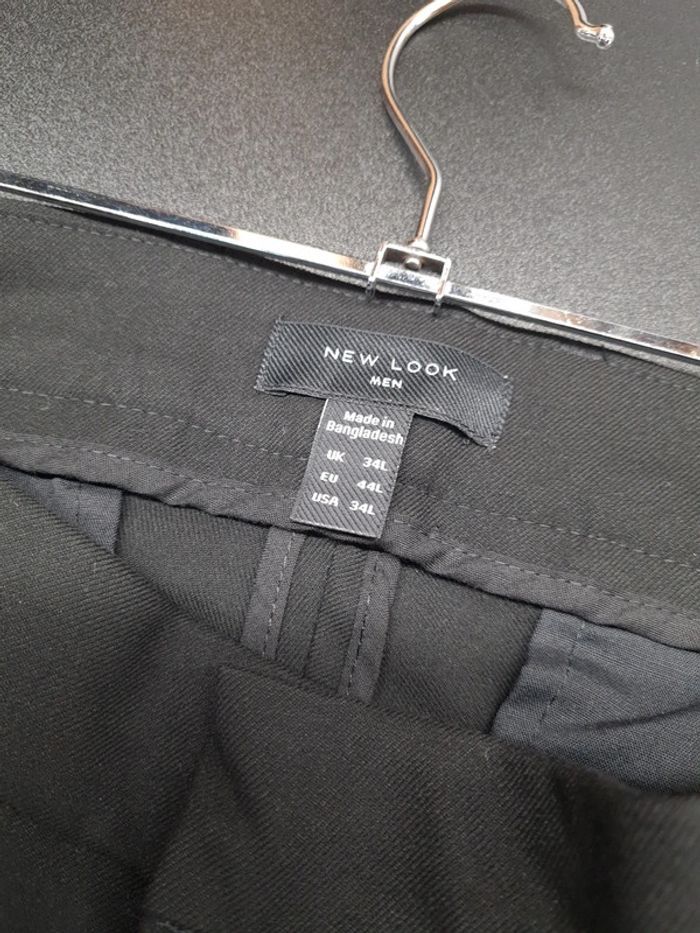 NEW LOOK
MEN
Made in
Bangladesh
UK 34L
EU 44L
USA 34L